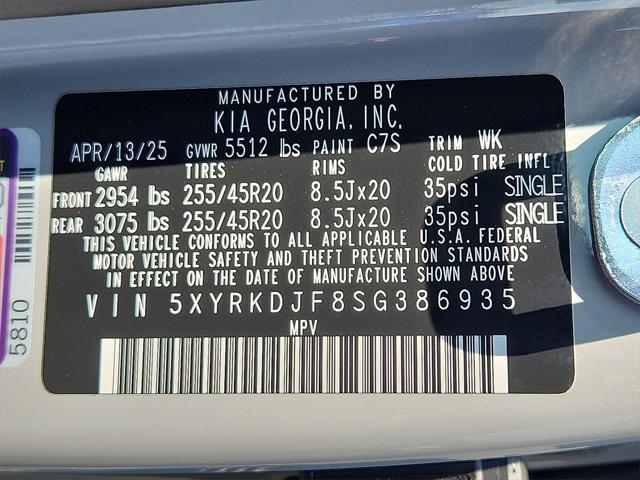 MANUFACTURED BY
KIA GEORGIA, INC.
APR/13/25 GVWR 5512 lbs PAINT C7S TRIM WK
GAWR TIRES RIMS COLD TIRE INFL
FRONT 2954 lbs 255/45R20 8.5Jx20 35psi SINGLE
REAR 3075 lbs 255/45R20 8.5Jx20 35psi SINGLE
THIS VEHICLE CONFORMS TO ALL APPLICABLE U.S.A. FEDERAL
MOTOR VEHICLE SAFETY AND THEFT PREVENTION STANDARDS
IN EFFECT ON THE DATE OF MANUFACTURE SHOWN ABOVE
VIN 5XYRKDJF8SG386935
MPV
5810